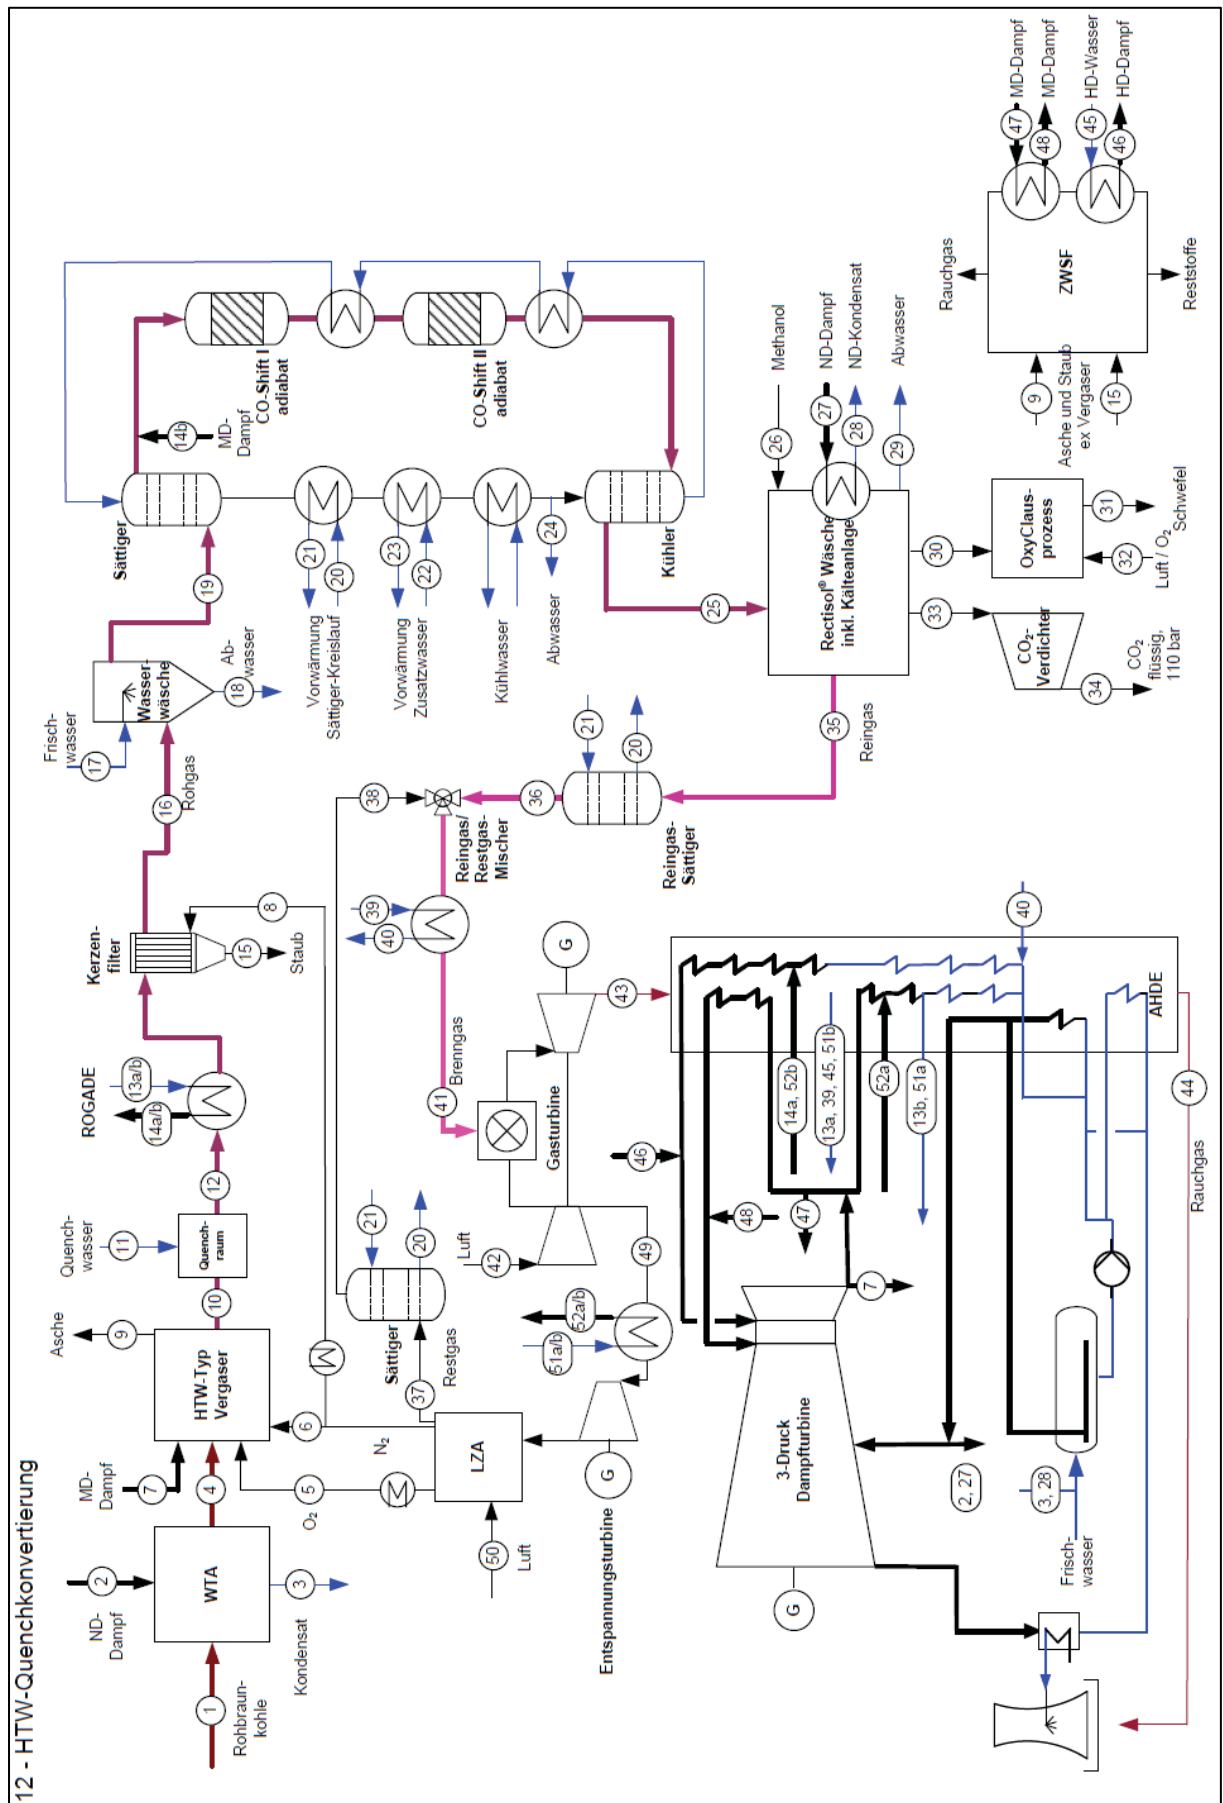 12 - HTW-Quenchkonvertierung
1
Rohbraun-
kohle
ND-
Dampf
2
WTA
3
Kondensat
4
MD-
Dampf
7
HTW-Typ
Vergaser
Asche
9
5
O2
6
N2
10
Quench-
wasser
11
Quench-
raum
12
ROGADE
13a/b
14a/b
Kerzen-
filter
8
15
Staub
16
Rohgas
Frisch-
wasser
17
Wasser-
wäsche
18
Ab-
wasser
19
Sättiger
14b
MD-
Dampf
CO-Shift I
adiabat
CO-Shift II
adiabat
21
20
Vorwärmung
Sättiger-Kreislauf
23
22
Vorwärmung
Zusatzwasser
Kühlwasser
24
Abwasser
Kühler
25
Methanol
26
ND-Dampf
27
28
ND-Kondensat
29
Abwasser
Rectisol® Wäsche
inkl. Kälteanlage
30
OxyClaus-
prozess
31
Schwefel
32
Luft / O2
33
CO2-
Verdichter
34
CO2
flüssig,
110 bar
35
Reingas
21
20
Reingas-
Sättiger
36
38
Reingas/
Restgas-
Mischer
39
40
41
Brenngas
Gasturbine
G
43
42
Luft
49
21
20
Sättiger
37
Restgas
LZA
50
Luft
51a/b
52a/b
G
Entspannungsturbine
46
48
47
7
14a, 52b
13a, 39, 45, 51b
52a
13b, 51a
40
AHDE
44
Rauchgas
3-Druck
Dampfturbine
G
2, 27
3, 28
Frisch-
wasser
Rauchgas
ZWSF
Reststoffe
9
Asche und Staub
ex Vergaser
15
47
MD-Dampf
48
MD-Dampf
45
HD-Wasser
46
HD-Dampf